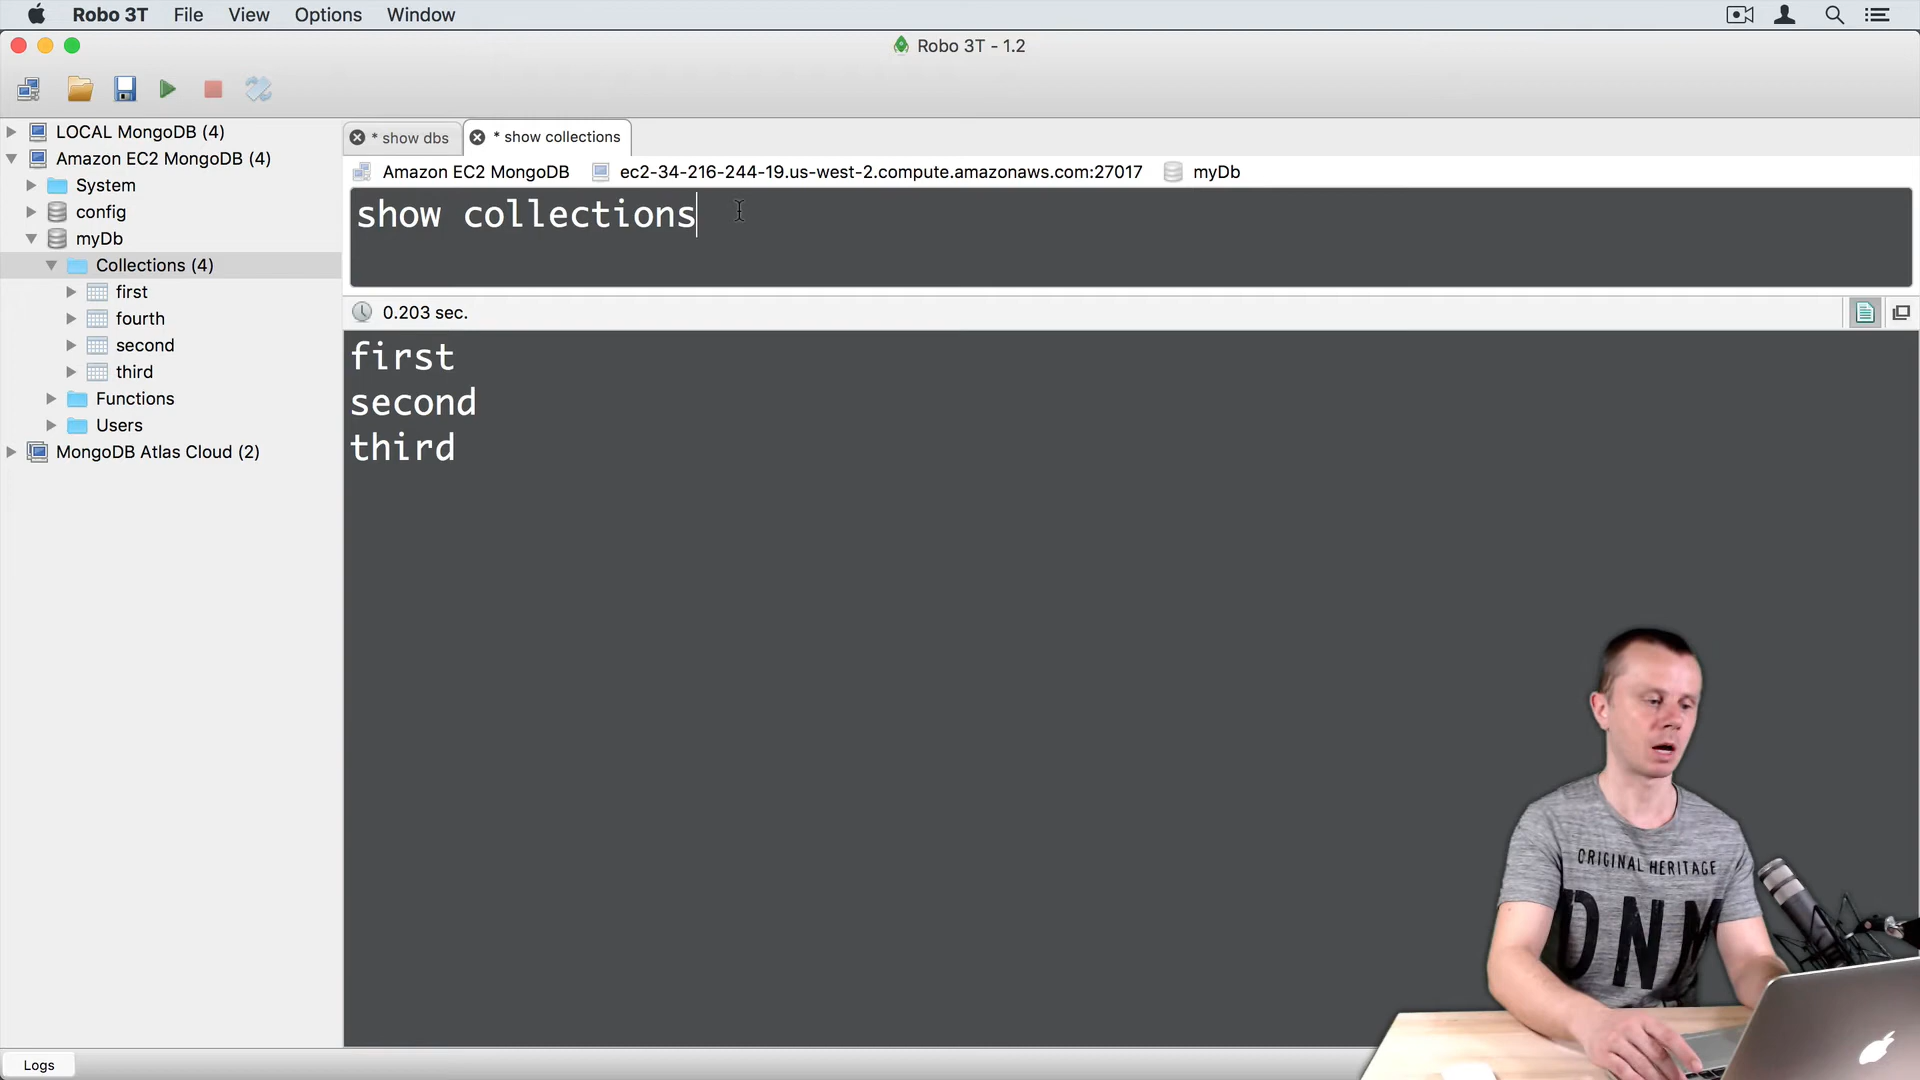 Robo 3T File View Options Window
Robo 3T - 1.2
LOCAL MongoDB (4)
Amazon EC2 MongoDB (4)
System
config
myDb
Collections (4)
first
fourth
second
third
Functions
Users
MongoDB Atlas Cloud (2)
* show dbs * show collections
Amazon EC2 MongoDB ec2-34-216-244-19.us-west-2.compute.amazonaws.com:27017 myDb
show collections
0.203 sec.
first
second
third
ORIGINAL HERITAGE
DNM
Logs